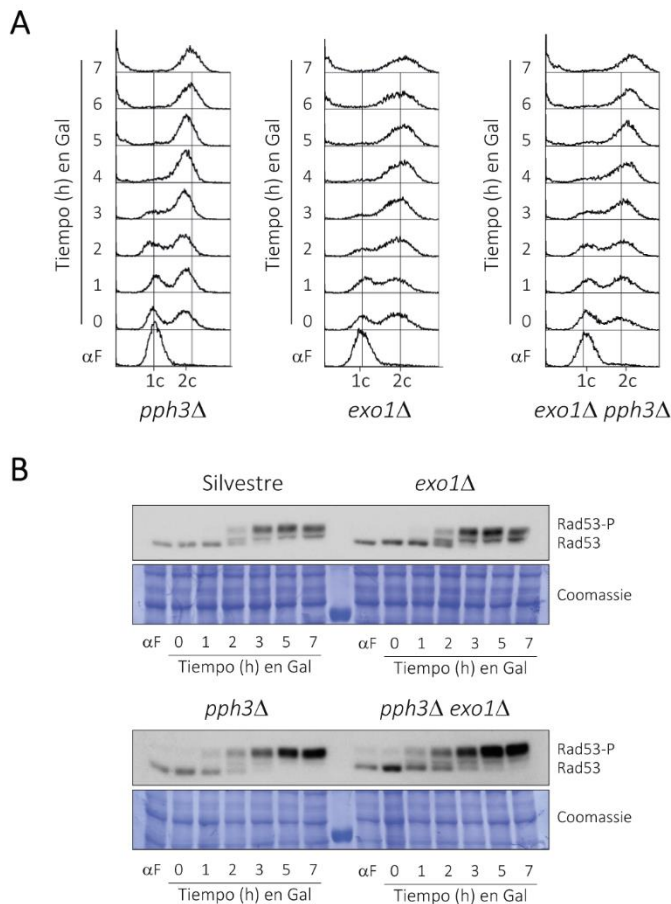 A
Tiempo (h) en Gal
7
6
5
4
3
2
1
0
αF
1c 2c
pph3Δ
Tiempo (h) en Gal
7
6
5
4
3
2
1
0
αF
1c 2c
exo1Δ
Tiempo (h) en Gal
7
6
5
4
3
2
1
0
αF
1c 2c
exo1Δ pph3Δ
B
Silvestre exo1Δ
Rad53-P
Rad53
Coomassie
αF 0 1 2 3 5 7 αF 0 1 2 3 5 7
Tiempo (h) en Gal Tiempo (h) en Gal
pph3Δ pph3Δ exo1Δ
Rad53-P
Rad53
Coomassie
αF 0 1 2 3 5 7 αF 0 1 2 3 5 7
Tiempo (h) en Gal Tiempo (h) en Gal